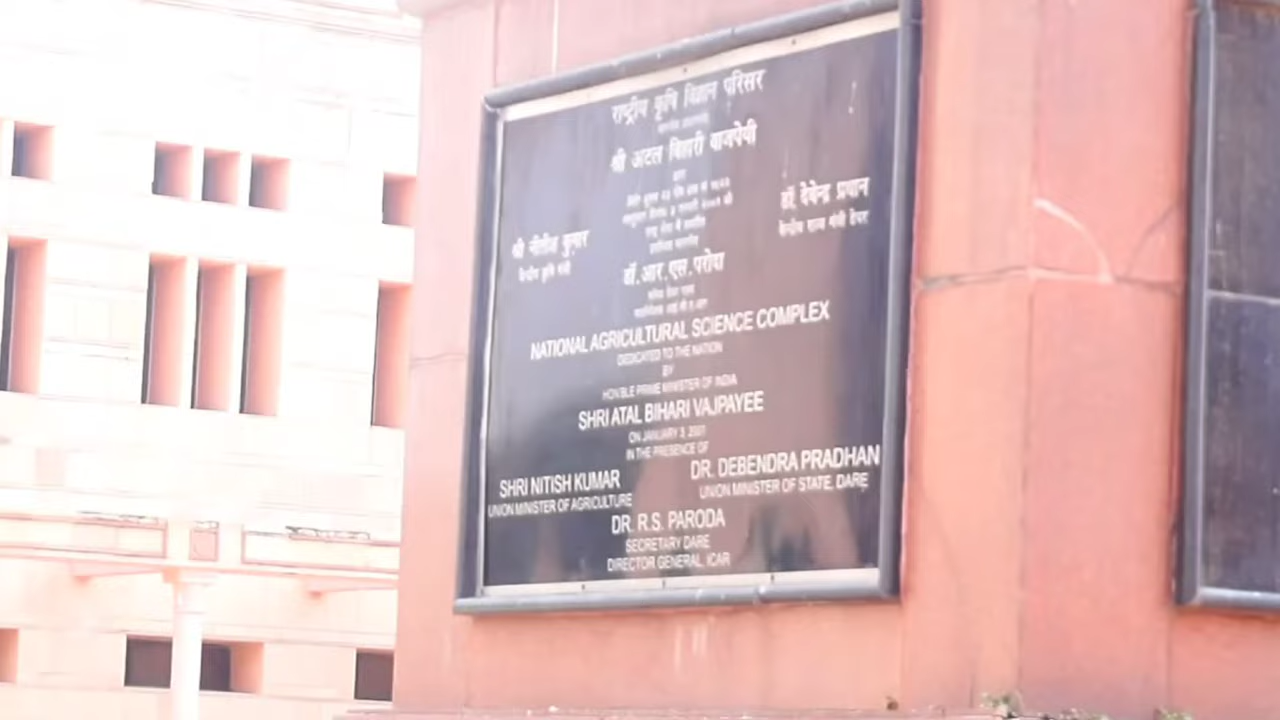 राष्ट्रीय कृषि विज्ञान परिसर
श्री अटल बिहारी वाजपेयी
डॉ. देबेन्द्र प्रधान
केन्द्रीय राज्य मंत्री डेयर
श्री नीतीश कुमार
केन्द्रीय कृषि मंत्री
डॉ. आर. एस. परोदा
NATIONAL AGRICULTURAL SCIENCE COMPLEX
DEDICATED TO THE NATION
BY
HON'BLE PRIME MINISTER OF INDIA
SHRI ATAL BIHARI VAJPAYEE
ON JANUARY 3, 2001
IN THE PRESENCE OF
SHRI NITISH KUMAR
UNION MINISTER OF AGRICULTURE
DR. DEBENDRA PRADHAN
UNION MINISTER OF STATE, DARE
DR. R.S. PARODA
SECRETARY DARE
DIRECTOR GENERAL, ICAR